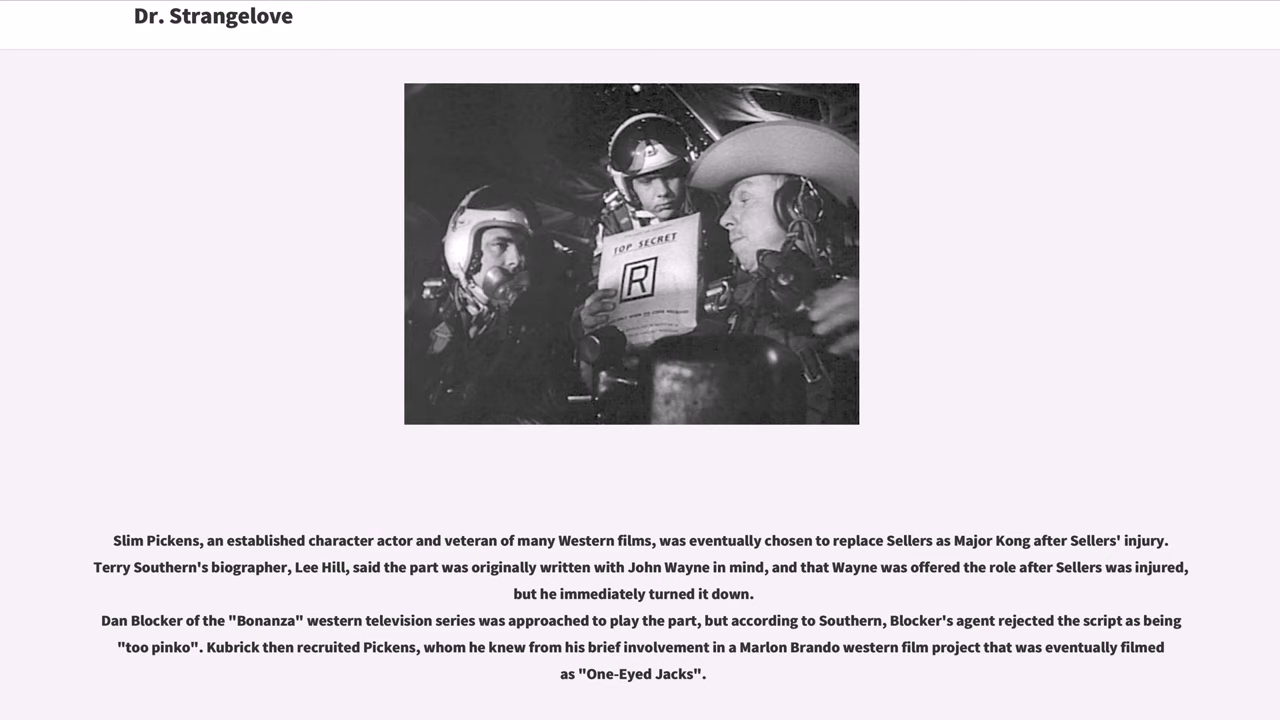 Dr. Strangelove
TOP SECRET
R
Slim Pickens, an established character actor and veteran of many Western films, was eventually chosen to replace Sellers as Major Kong after Sellers' injury.
Terry Southern's biographer, Lee Hill, said the part was originally written with John Wayne in mind, and that Wayne was offered the role after Sellers was injured,
but he immediately turned it down.
Dan Blocker of the "Bonanza" western television series was approached to play the part, but according to Southern, Blocker's agent rejected the script as being
"too pinko". Kubrick then recruited Pickens, whom he knew from his brief involvement in a Marlon Brando western film project that was eventually filmed
as "One-Eyed Jacks".